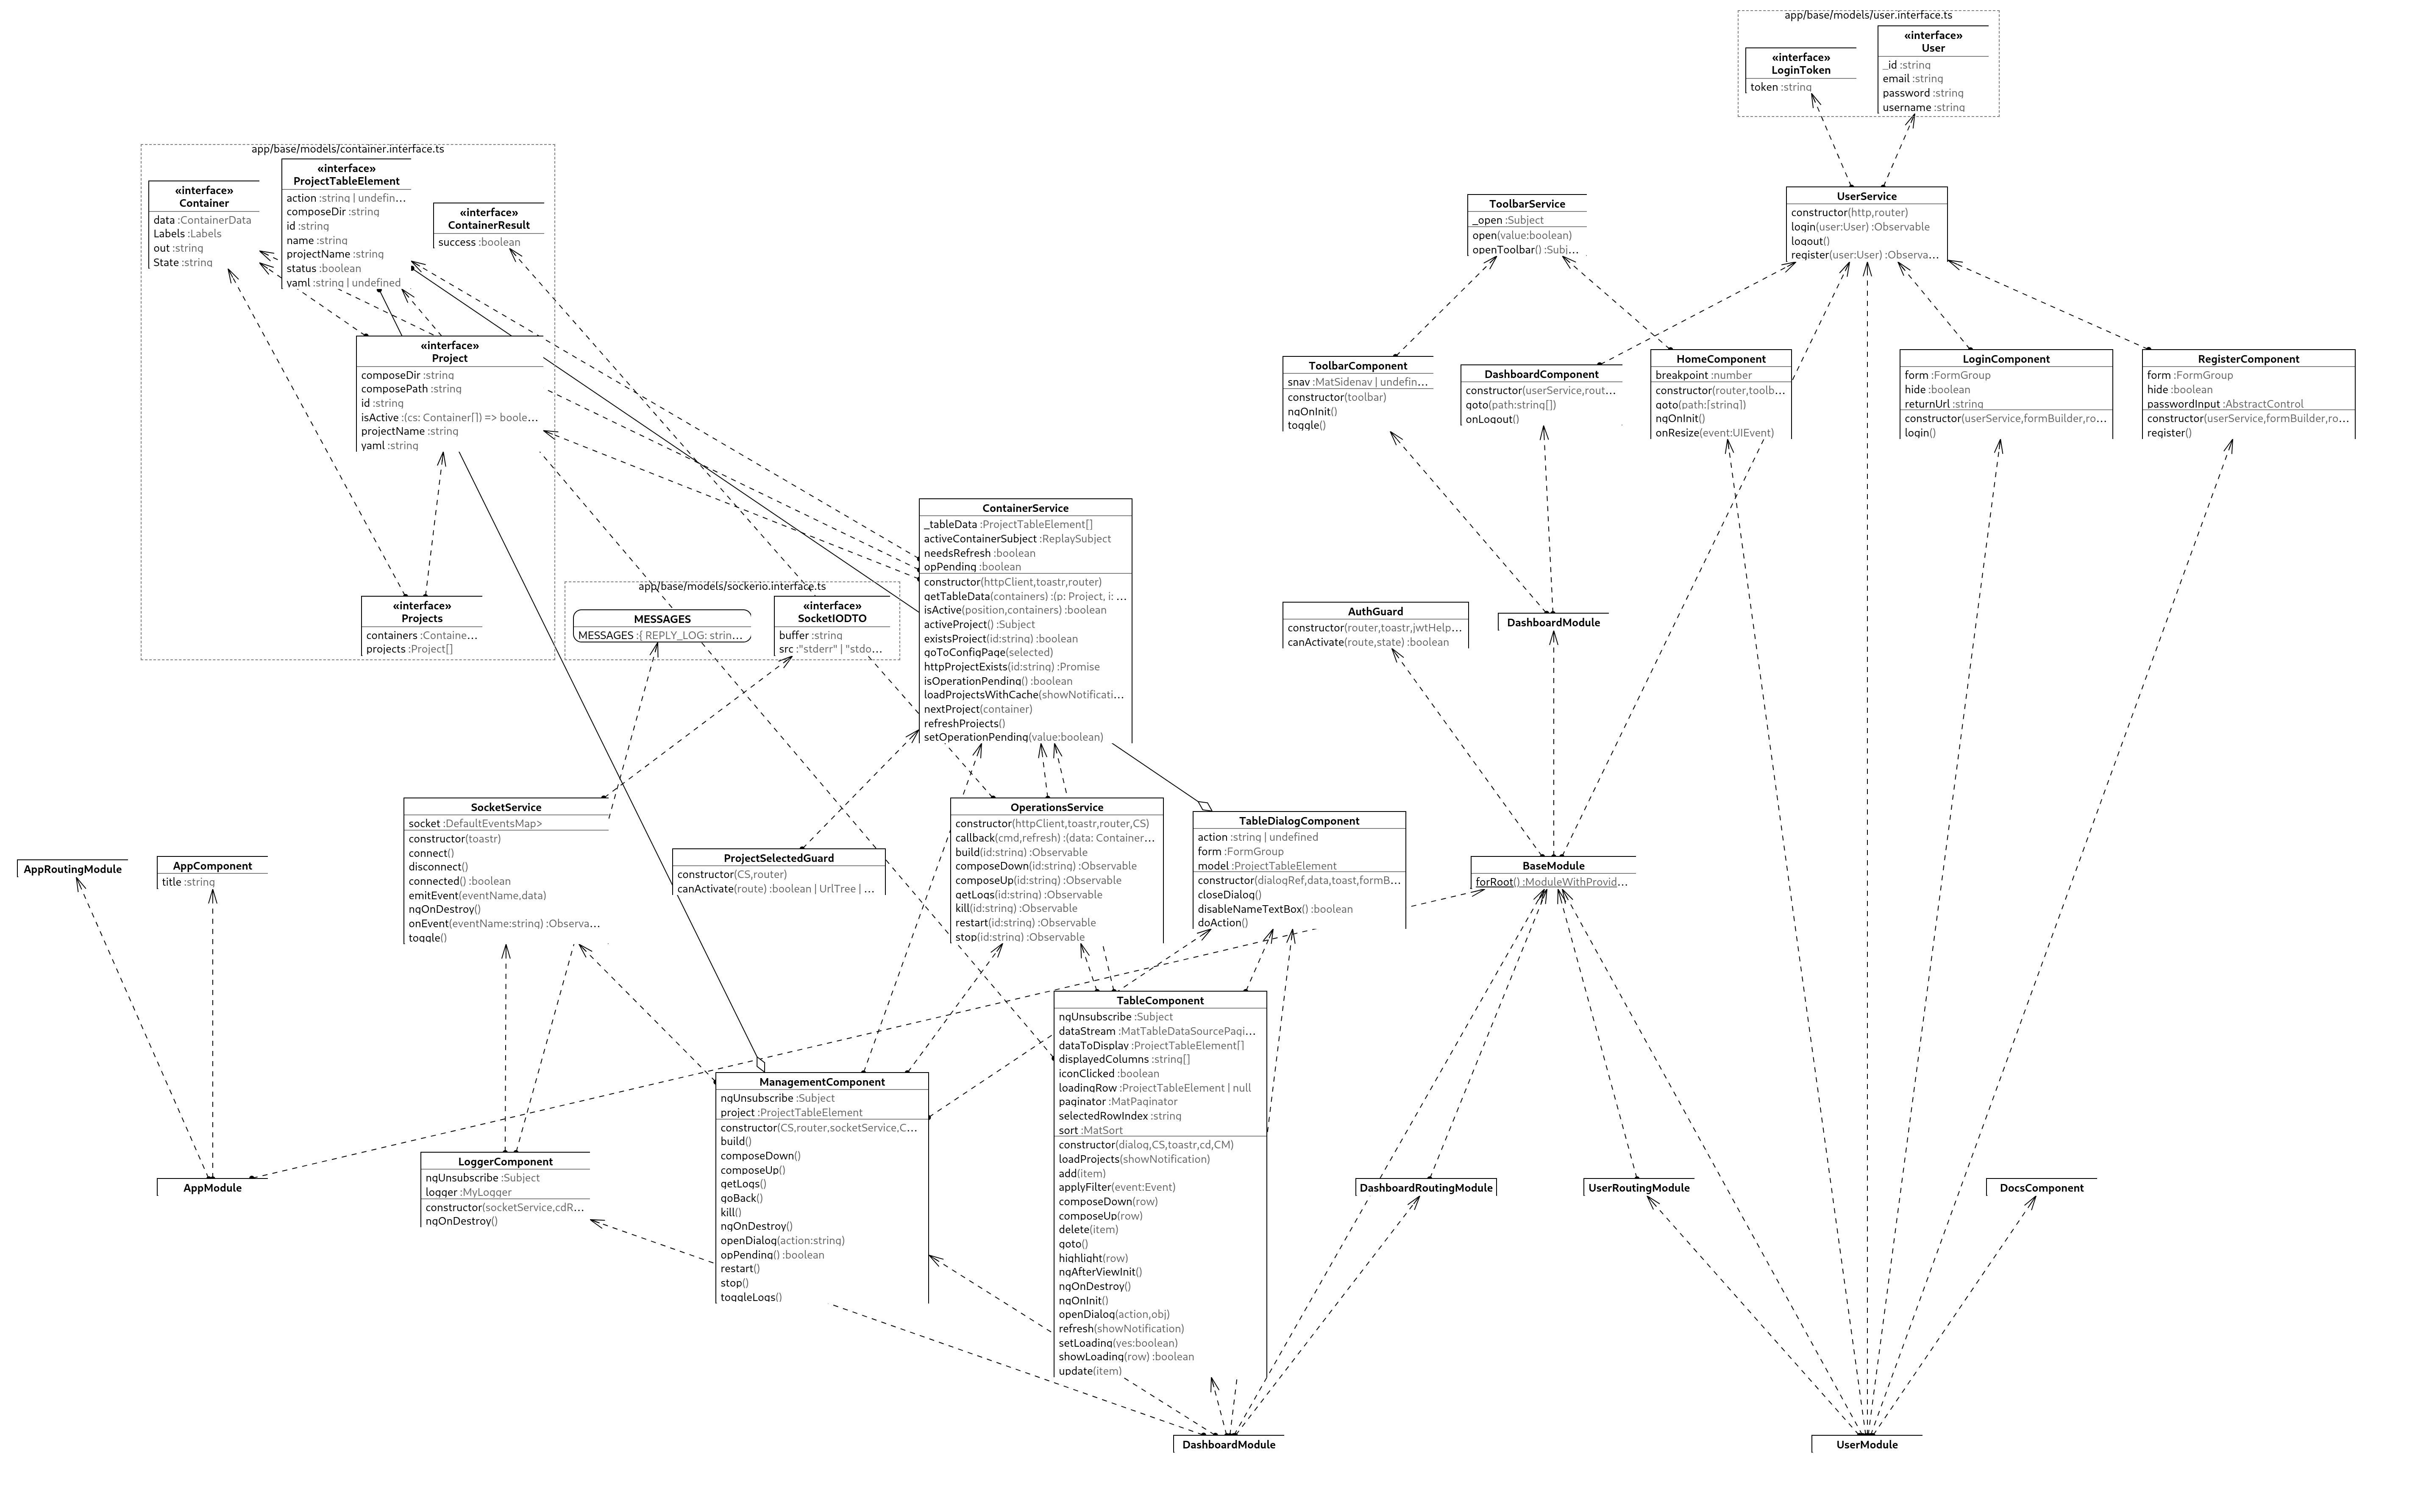 app/base/models/user.interface.ts
«interface»
LoginToken
token :string
«interface»
User
_id :string
email :string
password :string
username :string
app/base/models/container.interface.ts
«interface»
Container
data :ContainerData
Labels :Labels
out :string
State :string
«interface»
ProjectTableElement
action :string | undefin...
composeDir :string
id :string
name :string
projectName :string
status :boolean
yaml :string | undefined
«interface»
ContainerResult
success :boolean
«interface»
Project
composeDir :string
composePath :string
id :string
isActive :(cs: Container[]) => boole...
projectName :string
yaml :string
«interface»
Projects
containers :Containe...
projects :Project[]
ToolbarService
_open :Subject
open(value:boolean)
openToolbar() :Subj...
UserService
constructor(http,router)
login(user:User) :Observable
logout()
register(user:User) :Observa...
ToolbarComponent
snav :MatSidenav | undefin...
constructor(toolbar)
ngOnInit()
toggle()
DashboardComponent
constructor(userService,rout...
goto(path:string[])
onLogout()
HomeComponent
breakpoint :number
constructor(router,toolb...
goto(path:[string])
ngOnInit()
onResize(event:UIEvent)
LoginComponent
form :FormGroup
hide :boolean
returnUrl :string
constructor(userService,formBuilder,ro...
login()
RegisterComponent
form :FormGroup
hide :boolean
passwordInput :AbstractControl
constructor(userService,formBuilder,ro...
register()
ContainerService
_tableData :ProjectTableElement[]
activeContainerSubject :ReplaySubject
needsRefresh :boolean
opPending :boolean
constructor(httpClient,toastr,router)
getTableData(containers) :(p: Project, i: ...
isActive(position,containers) :boolean
activeProject() :Subject
existsProject(id:string) :boolean
goToConfigPage(selected)
httpProjectExists(id:string) :Promise
isOperationPending() :boolean
loadProjectsWithCache(showNotificati...
nextProject(container)
refreshProjects()
setOperationPending(value:boolean)
app/base/models/sockerio.interface.ts
MESSAGES
MESSAGES :{ REPLY_LOG: strin...
«interface»
SocketIODTO
buffer :string
src :"stderr" | "stdo...
AuthGuard
constructor(router,toastr,jwtHelp...
canActivate(route,state) :boolean
DashboardModule
SocketService
socket :DefaultEventsMap>
constructor(toastr)
connect()
disconnect()
connected() :boolean
emitEvent(eventName,data)
ngOnDestroy()
onEvent(eventName:string) :Observa...
toggle()
ProjectSelectedGuard
constructor(CS,router)
canActivate(route) :boolean | UrlTree | ...
OperationsService
constructor(httpClient,toastr,router,CS)
callback(cmd,refresh) :(data: Container...
build(id:string) :Observable
composeDown(id:string) :Observable
composeUp(id:string) :Observable
getLogs(id:string) :Observable
kill(id:string) :Observable
restart(id:string) :Observable
stop(id:string) :Observable
TableDialogComponent
action :string | undefined
form :FormGroup
model :ProjectTableElement
constructor(dialogRef,data,toast,formB...
closeDialog()
disableNameTextBox() :boolean
doAction()
AppRoutingModule
AppComponent
title :string
BaseModule
forRoot() :ModuleWithProvid...
TableComponent
ngUnsubscribe :Subject
dataStream :MatTableDataSourcePagi...
dataToDisplay :ProjectTableElement[]
displayedColumns :string[]
iconClicked :boolean
loadingRow :ProjectTableElement | null
paginator :MatPaginator
selectedRowIndex :string
sort :MatSort
constructor(dialog,CS,toastr,cd,CM)
loadProjects(showNotification)
add(item)
applyFilter(event:Event)
composeDown(row)
composeUp(row)
delete(item)
goto()
highlight(row)
ngAfterViewInit()
ngOnDestroy()
ngOnInit()
openDialog(action,obj)
refresh(showNotification)
setLoading(yes:boolean)
showLoading(row) :boolean
update(item)
ManagementComponent
ngUnsubscribe :Subject
project :ProjectTableElement
constructor(CS,router,socketService,C...
build()
composeDown()
composeUp()
getLogs()
goBack()
kill()
ngOnDestroy()
openDialog(action:string)
opPending() :boolean
restart()
stop()
toggleLogs()
LoggerComponent
ngUnsubscribe :Subject
logger :MyLogger
constructor(socketService,cdR...
ngOnDestroy()
AppModule
DashboardRoutingModule
UserRoutingModule
DocsComponent
DashboardModule
UserModule